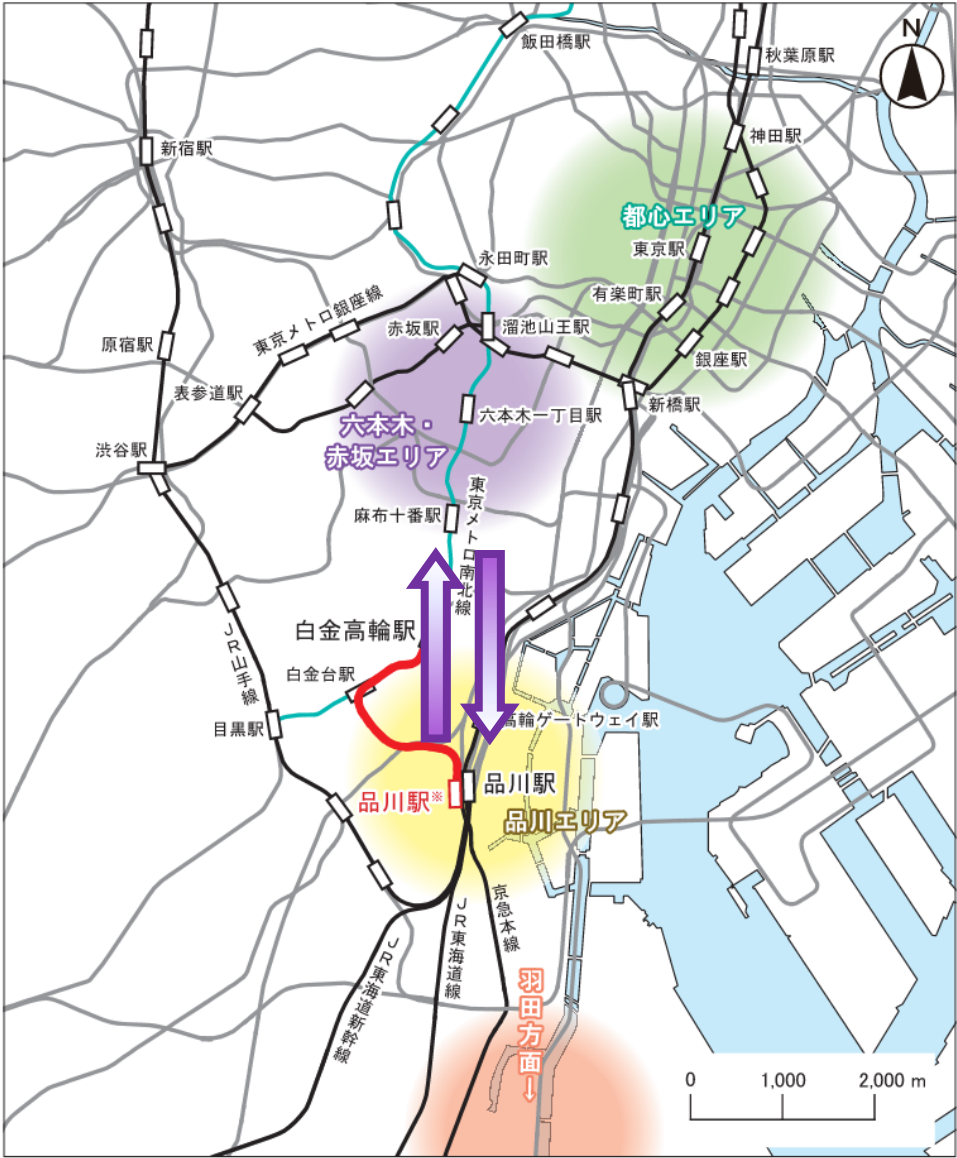 飯田橋駅
N
秋葉原駅
神田駅
新宿駅
都心エリア
東京駅
永田町駅
有楽町駅
東京メトロ銀座線
赤坂駅
溜池山王駅
原宿駅
銀座駅
表参道駅
新橋駅
六本木一丁目駅
六本木・
赤坂エリア
渋谷駅
東京メトロ南北線
麻布十番駅
白金高輪駅
JR山手線
白金台駅
高輪ゲートウェイ駅
目黒駅
品川駅
品川駅※
品川エリア
京急本線
JR東海道線
JR東海道新幹線
羽田方面↓
0 1,000 2,000 m